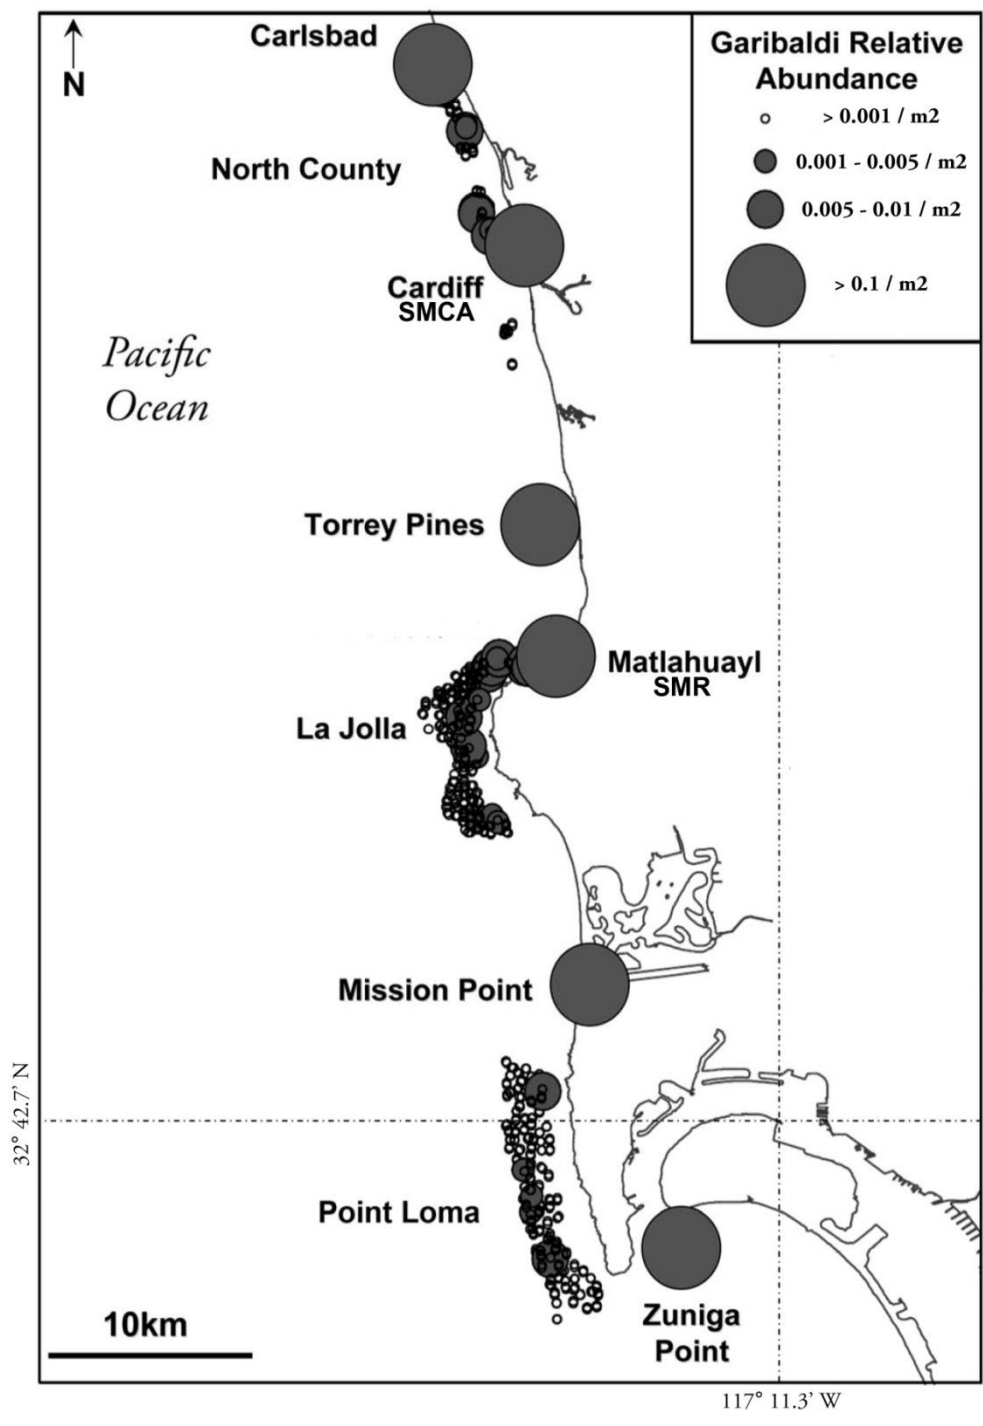 Carlsbad
Garibaldi Relative
Abundance
> 0.001 / m2
0.001 - 0.005 / m2
0.005 - 0.01 / m2
> 0.1 / m2
N
North County
Cardiff
SMCA
Pacific
Ocean
Torrey Pines
Matlahuayl
SMR
La Jolla
Mission Point
32° 42.7' N
Point Loma
Zuniga
Point
10km
117° 11.3' W